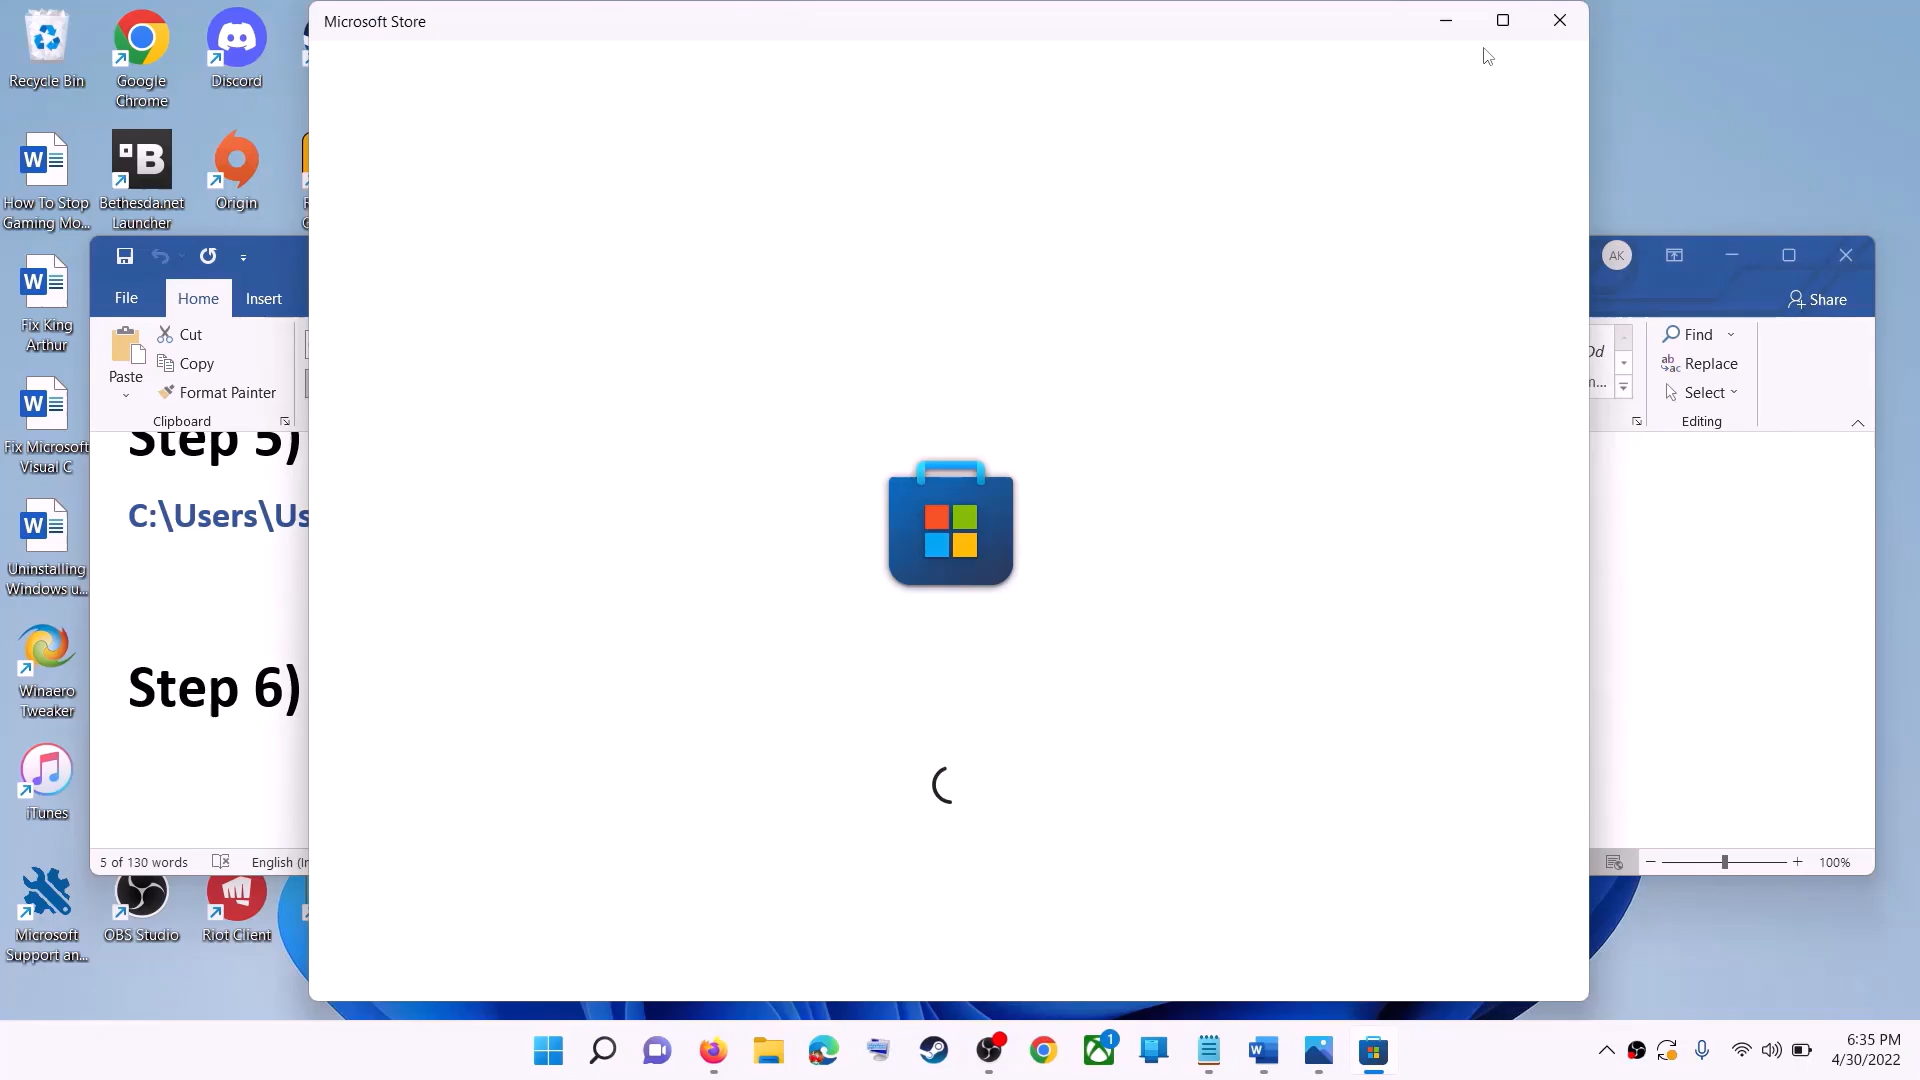 Microsoft Store
Recycle Bin
Google
Chrome
Discord
How To Stop
Gaming Mo...
Bethesda.net
Launcher
Origin
Fix King
Arthur
Fix Microsoft
Visual C
Uninstalling
Windows u...
Winaero
Tweaker
iTunes
Microsoft
Support an...
OBS Studio
Riot Client
AK
File
Home
Insert
Share
Paste
Cut
Copy
Format Painter
Clipboard
Find
Replace
Select
Editing
Step 5)
C:\Users\Us
Step 6)
5 of 130 words
English (In
100%
1
6:35 PM
4/30/2022